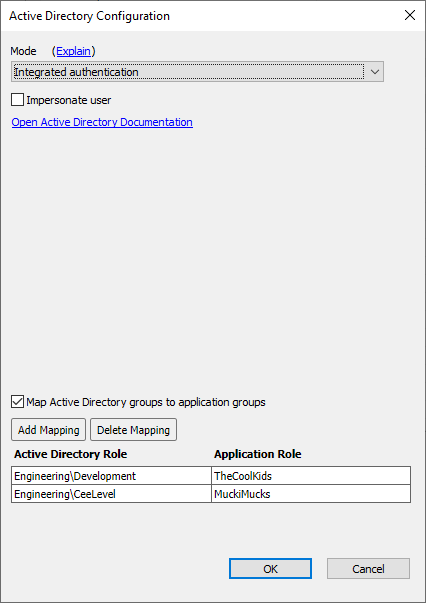 Active Directory Configuration
Mode (Explain)
Integrated authentication
Impersonate user
Open Active Directory Documentation
Map Active Directory groups to application groups
Add Mapping Delete Mapping
Active Directory Role Application Role
Engineering\Development TheCoolKids
Engineering\CeeLevel MuckiMucks
OK Cancel